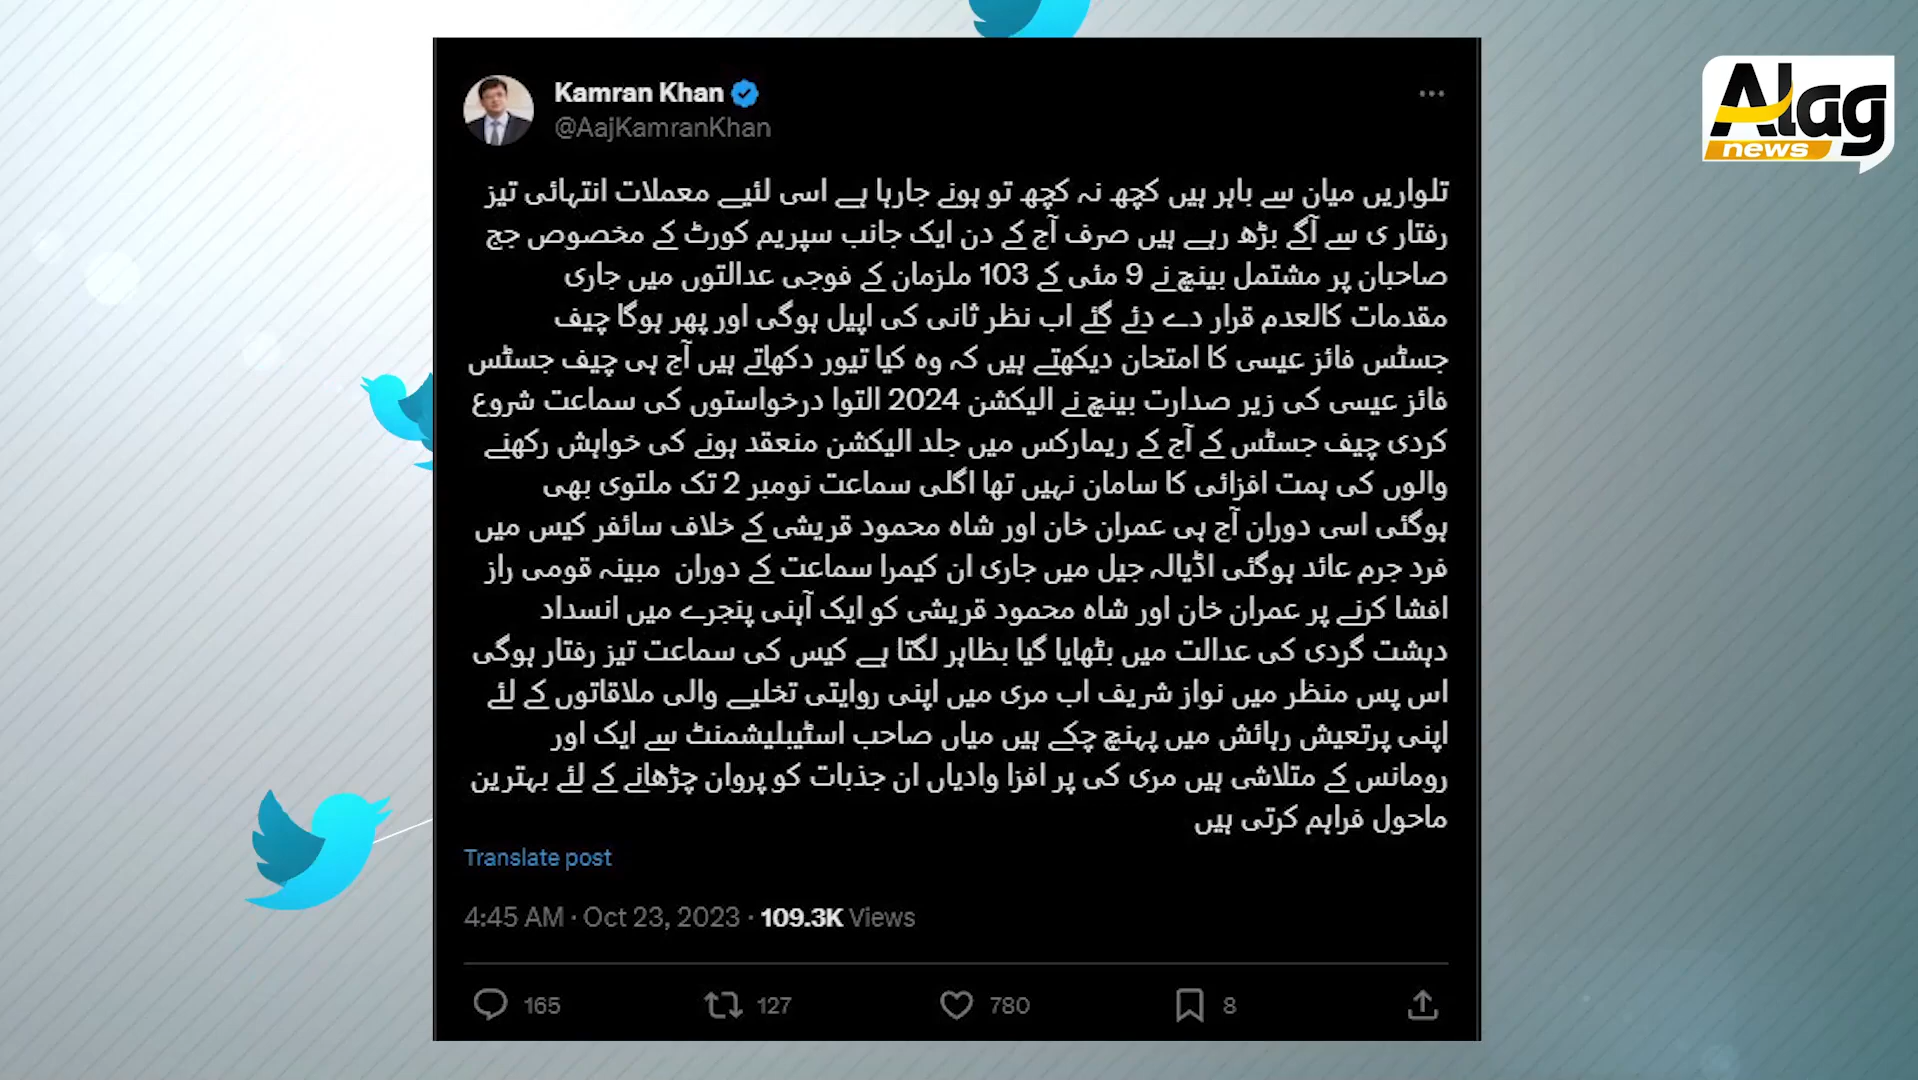 Alag
news
Kamran Khan
@AajKamranKhan
تلواریں میان سے باہر ہیں کچھ نہ کچھ تو ہونے جارہا ہے اسی لئیے معملات انتہائی تیز
رفتار ی سے آگے بڑھ رہے ہیں صرف آج کے دن ایک جانب سپریم کورٹ کے مخصوص جج
صاحبان پر مشتمل بینچ نے 9 مئی کے 103 ملزمان کے فوجی عدالتوں میں جاری
مقدمات کالعدم قرار دے دئے گئے اب نظر ثانی کی اپیل ہوگی اور پھر ہوگا چیف
جسٹس فائز عیسی کا امتحان دیکھتے ہیں کہ وہ کیا تیور دکھاتے ہیں آج ہی چیف جسٹس
فائز عیسی کی زیر صدارت بینچ نے الیکشن 2024 التوا درخواستوں کی سماعت شروع
کردی چیف جسٹس کے آج کے ریمارکس میں جلد الیکشن منعقد ہونے کی خواہش رکھنے
والوں کی ہمت افزائی کا سامان نہیں تھا اگلی سماعت نومبر 2 تک ملتوی بھی
ہوگئی اسی دوران آج ہی عمران خان اور شاہ محمود قریشی کے خلاف سائفر کیس میں
فرد جرم عائد ہوگئی اڈیالہ جیل میں جاری ان کیمرا سماعت کے دوران مبینہ قومی راز
افشا کرنے پر عمران خان اور شاہ محمود قریشی کو ایک آہنی پنجرے میں انسداد
دہشت گردی کی عدالت میں بٹھایا گیا بظاہر لگتا ہے کیس کی سماعت تیز رفتار ہوگی
اس پس منظر میں نواز شریف اب مری میں اپنی روایتی تخلیے والی ملاقاتوں کے لئے
اپنی پرتعیش رہائش میں پہنچ چکے ہیں میاں صاحب اسٹیبلیشمنٹ سے ایک اور
رومانس کے متلاشی ہیں مری کی پر افزا وادیاں ان جذبات کو پروان چڑھانے کے لئے بہترین
ماحول فراہم کرتی ہیں
Translate post
4:45 AM · Oct 23, 2023 · 109.3K Views
165 127 780 8